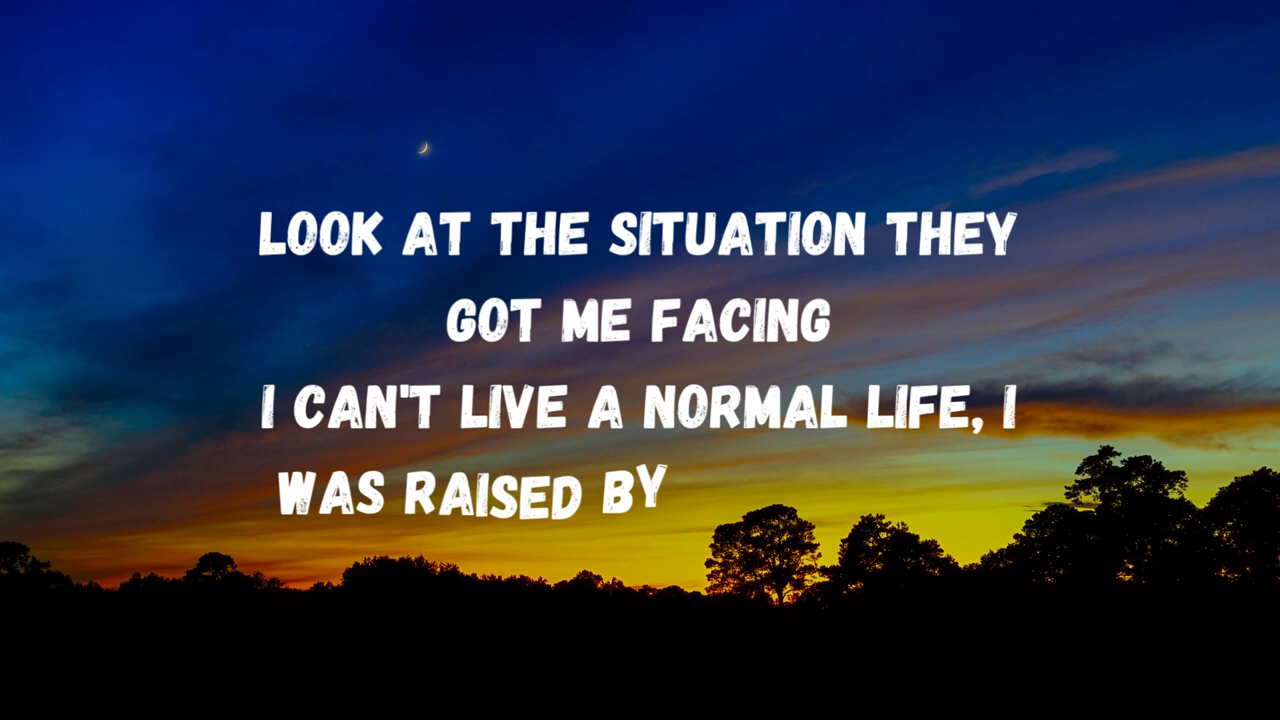 LOOK AT THE SITUATION THEY
GOT ME FACING
I CAN'T LIVE A NORMAL LIFE, I
WAS RAISED BY